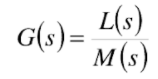 G(s) = L(s) / M(s)